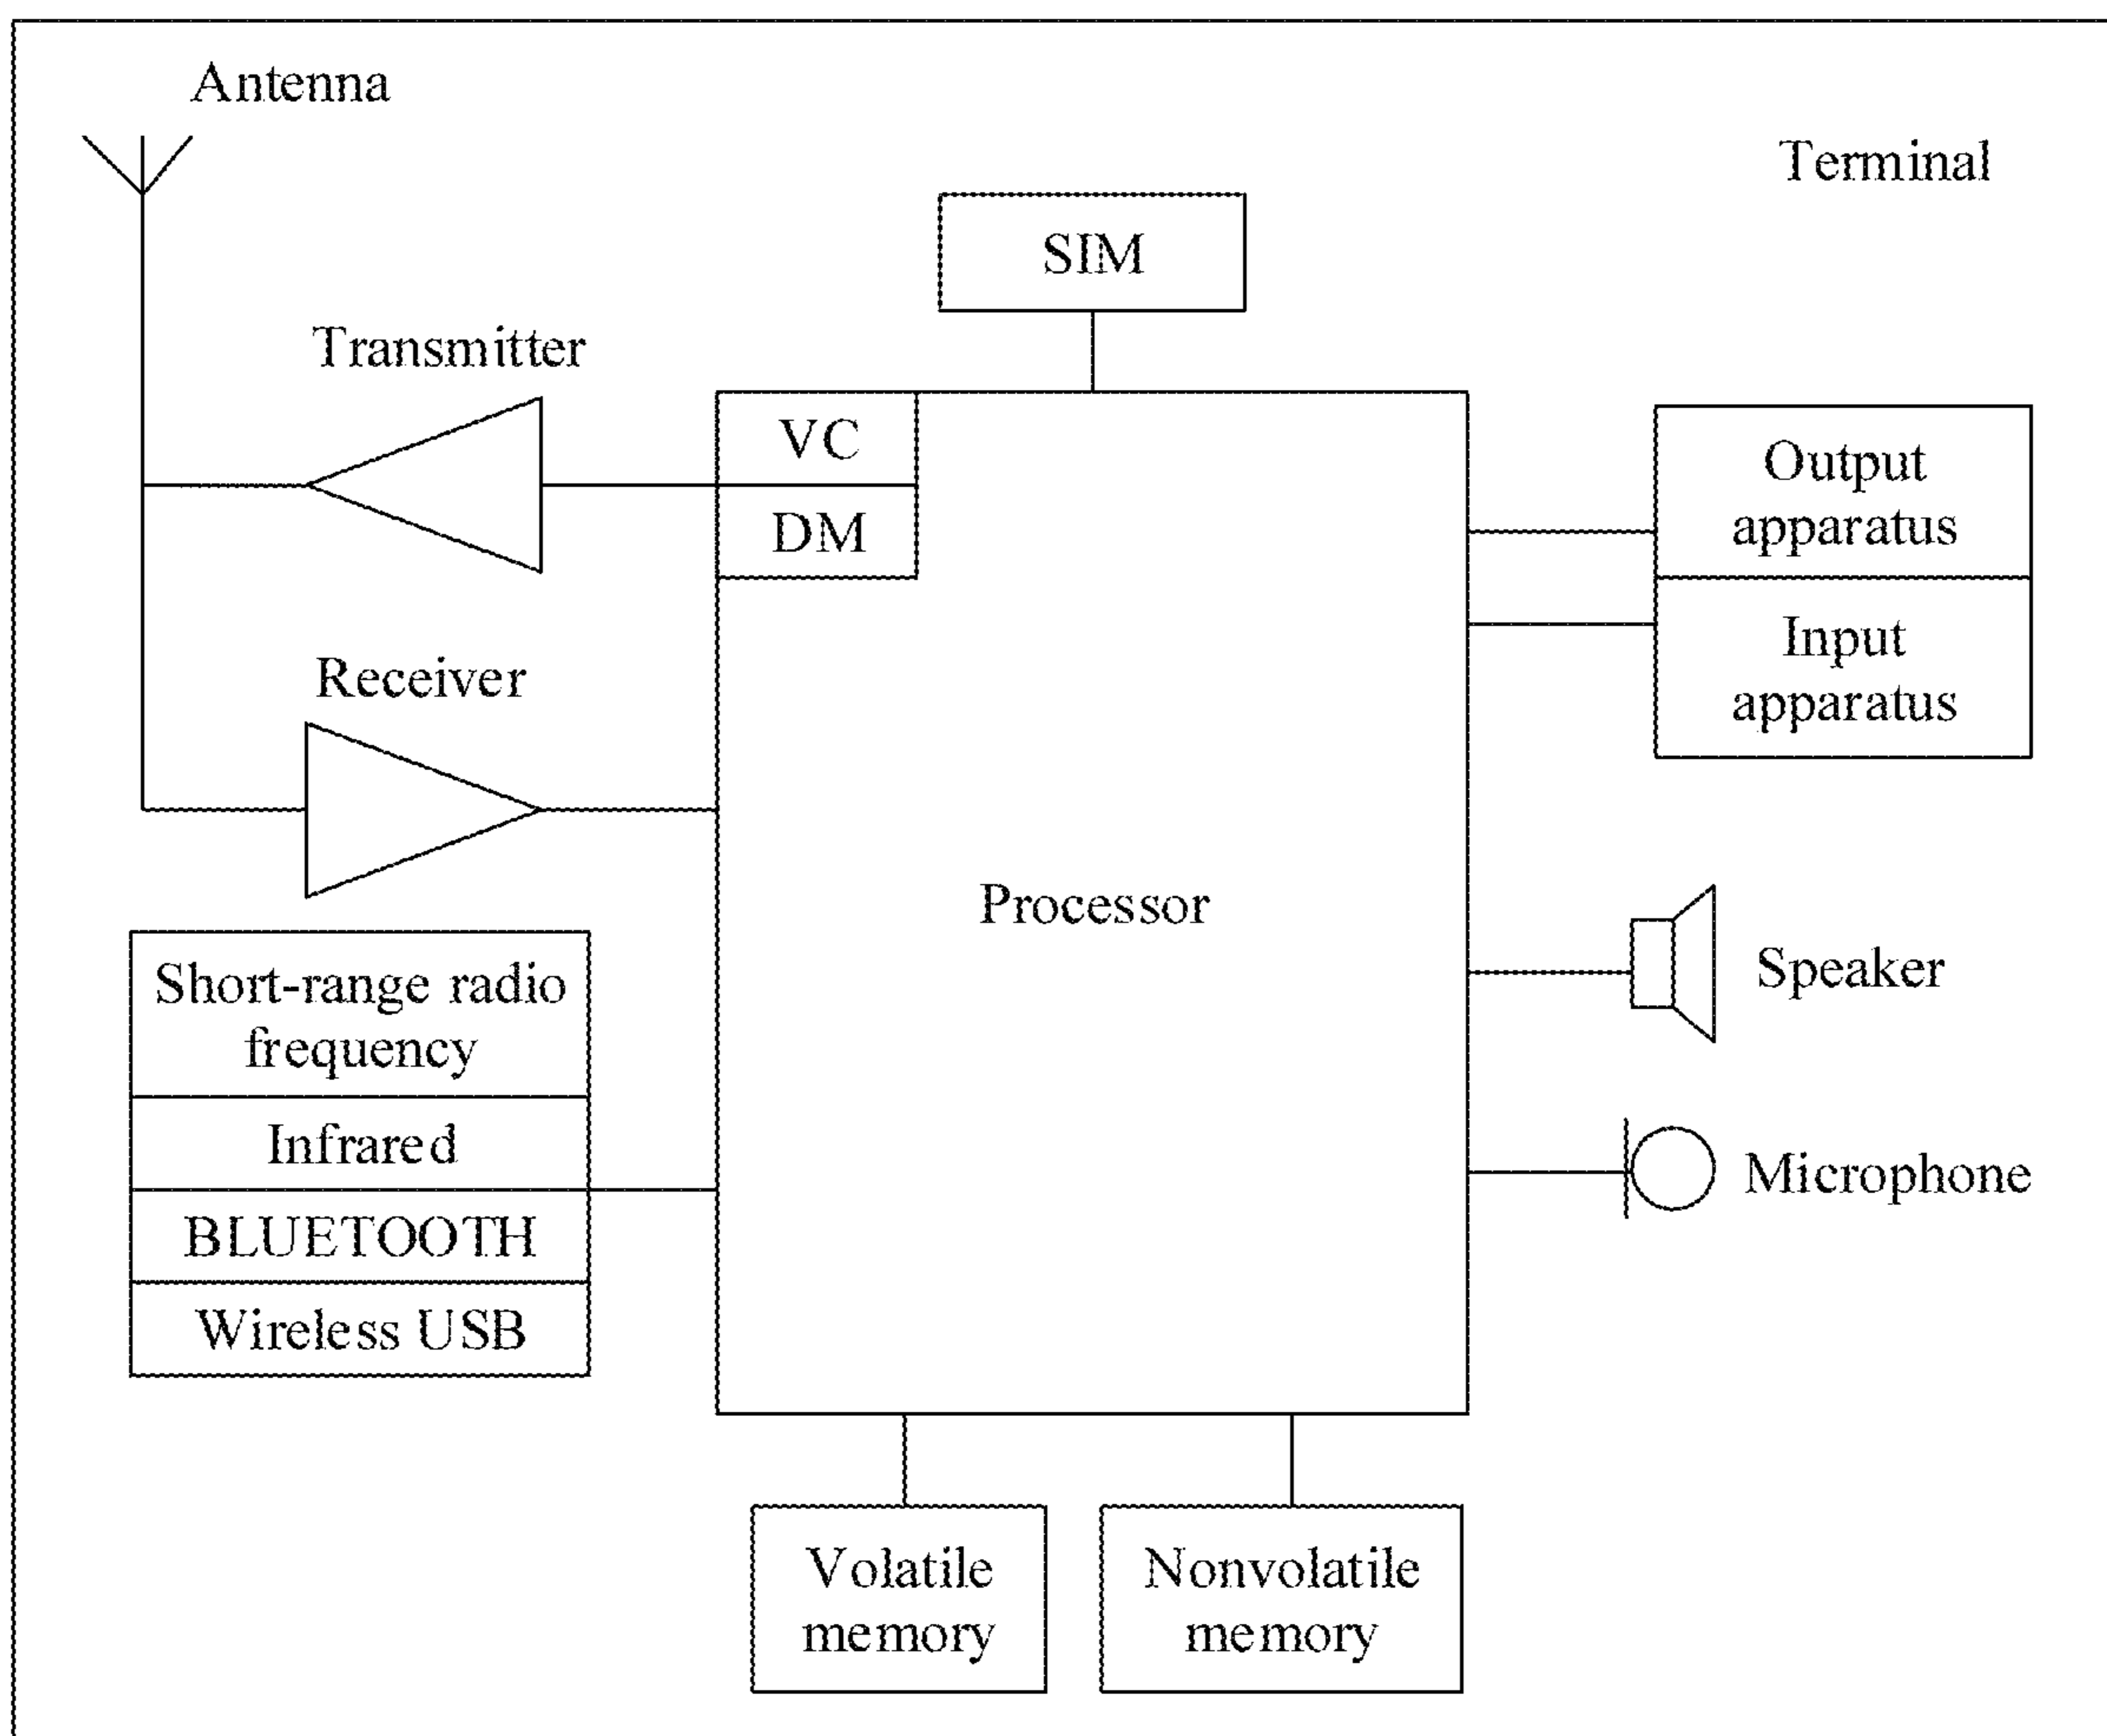 Antenna
Terminal
SIM
Transmitter
VC
DM
Output
apparatus
Input
apparatus
Receiver
Processor
Speaker
Short-range radio
frequency
Infrared
BLUETOOTH
Wireless USB
Microphone
Volatile
memory
Nonvolatile
memory